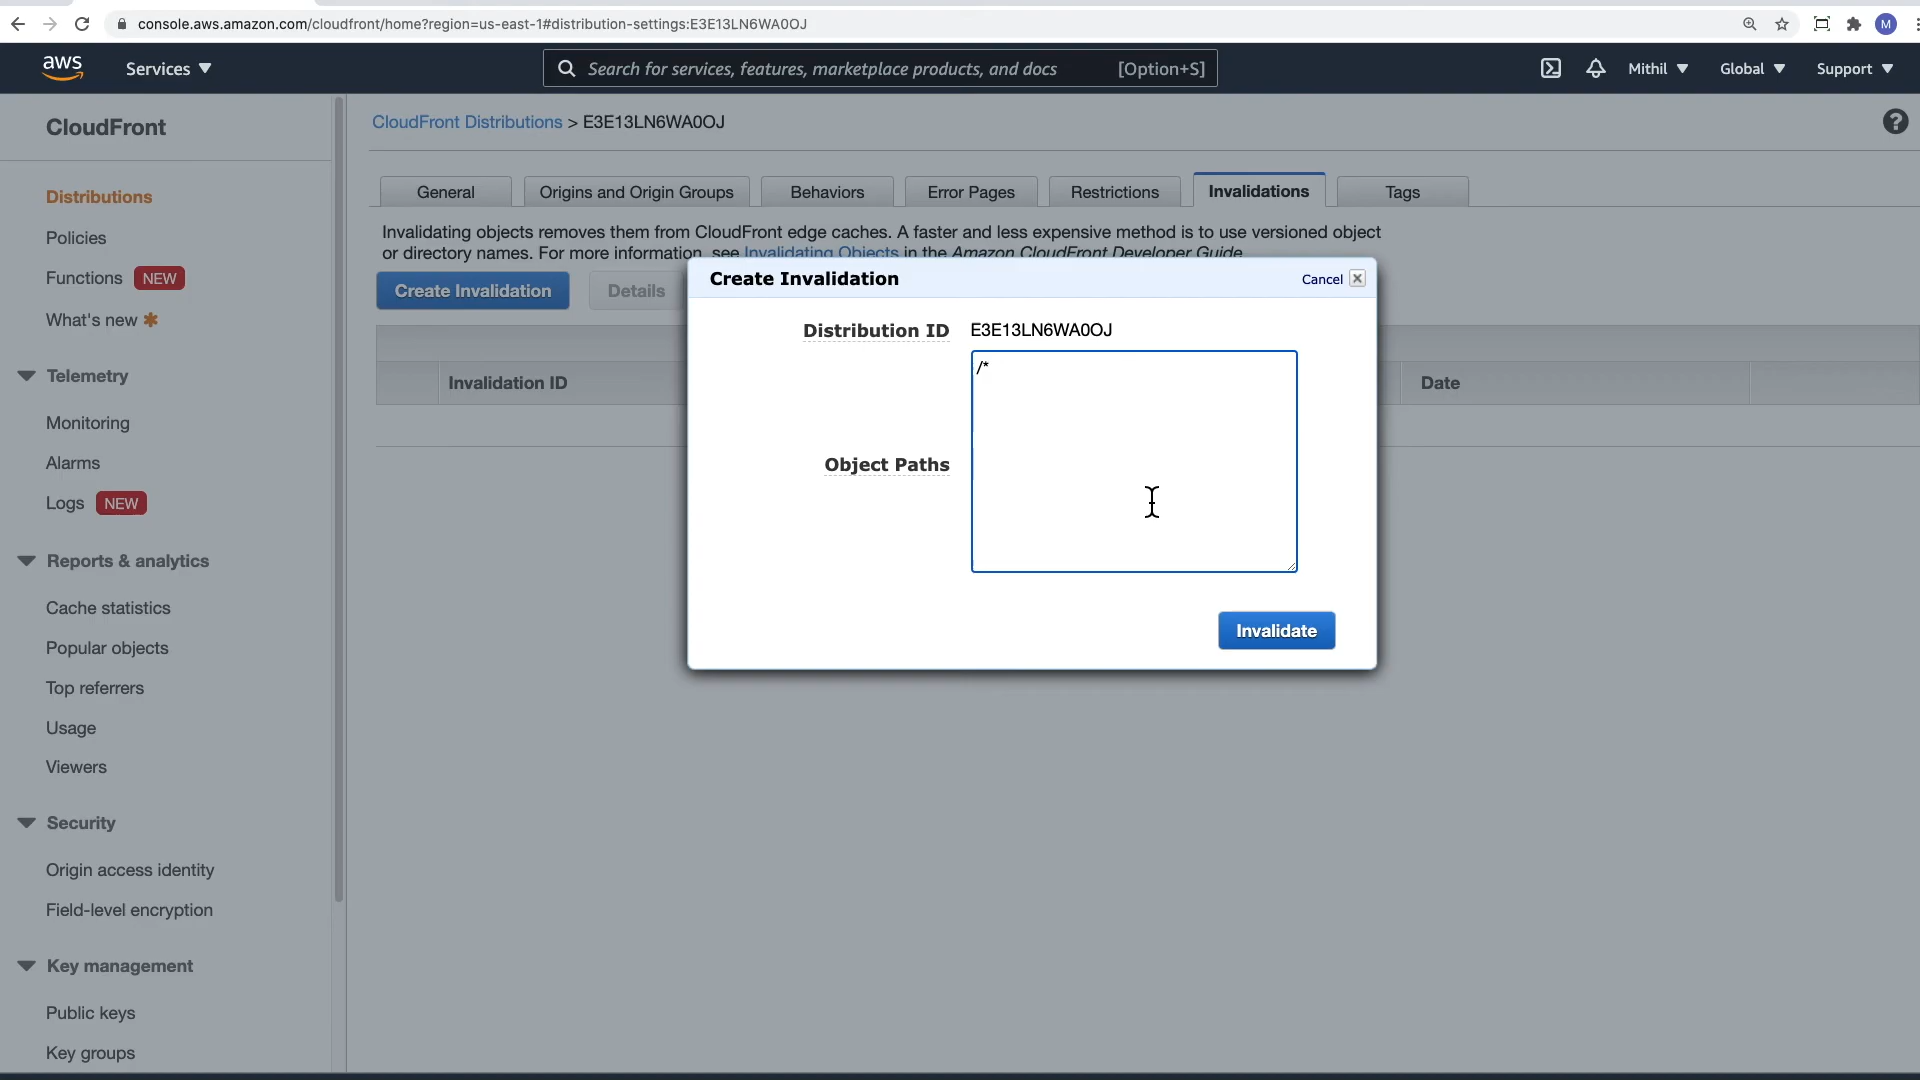 console.aws.amazon.com/cloudfront/home?region=us-east-1#distribution-settings:E3E13LN6WA0OJ
M
aws
Services
Search for services, features, marketplace products, and docs [Option+S]
Mithil
Global
Support
CloudFront
Distributions
Policies
Functions NEW
What's new
Telemetry
Monitoring
Alarms
Logs NEW
Reports & analytics
Cache statistics
Popular objects
Top referrers
Usage
Viewers
Security
Origin access identity
Field-level encryption
Key management
Public keys
Key groups
CloudFront Distributions > E3E13LN6WA0OJ
General
Origins and Origin Groups
Behaviors
Error Pages
Restrictions
Invalidations
Tags
Invalidating objects removes them from CloudFront edge caches. A faster and less expensive method is to use versioned object
or directory names. For more information, see Invalidating Objects in the Amazon CloudFront Developer Guide.
Create Invalidation
Details
Invalidation ID
Date
Create Invalidation
Cancel
Distribution ID E3E13LN6WA0OJ
Object Paths
/*
Invalidate